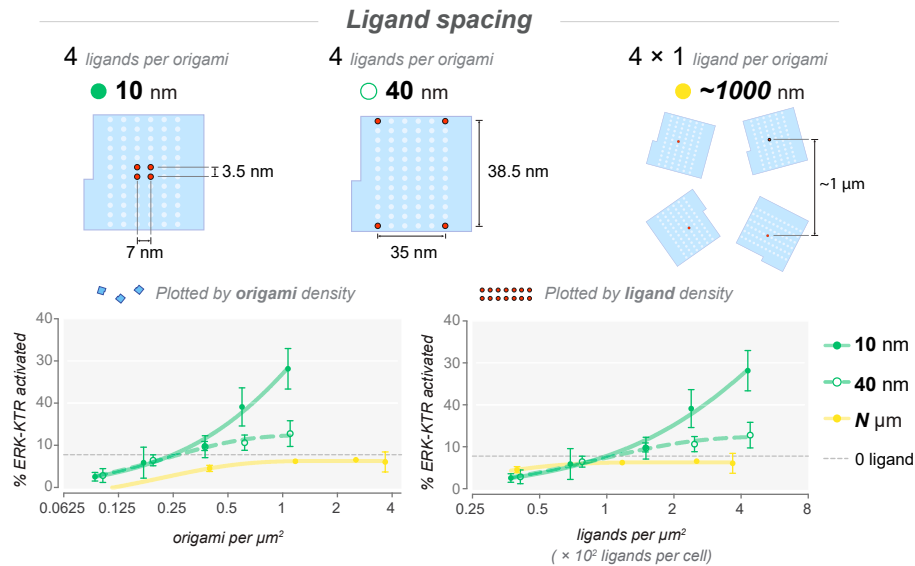 Ligand spacing
4 ligands per origami
10 nm
3.5 nm
7 nm
4 ligands per origami
40 nm
38.5 nm
35 nm
4 × 1 ligand per origami
~1000 nm
~1 µm
Plotted by origami density
% ERK-KTR activated
40
30
40
10
0
0.0625
0.125
0.25
0.5
1
2
4
origami per µm²
Plotted by ligand density
% ERK-KTR activated
40
30
40
10
0
0.25
0.5
1
2
4
8
ligands per µm²
( × 10² ligands per cell)
10 nm
40 nm
N µm
0 ligand